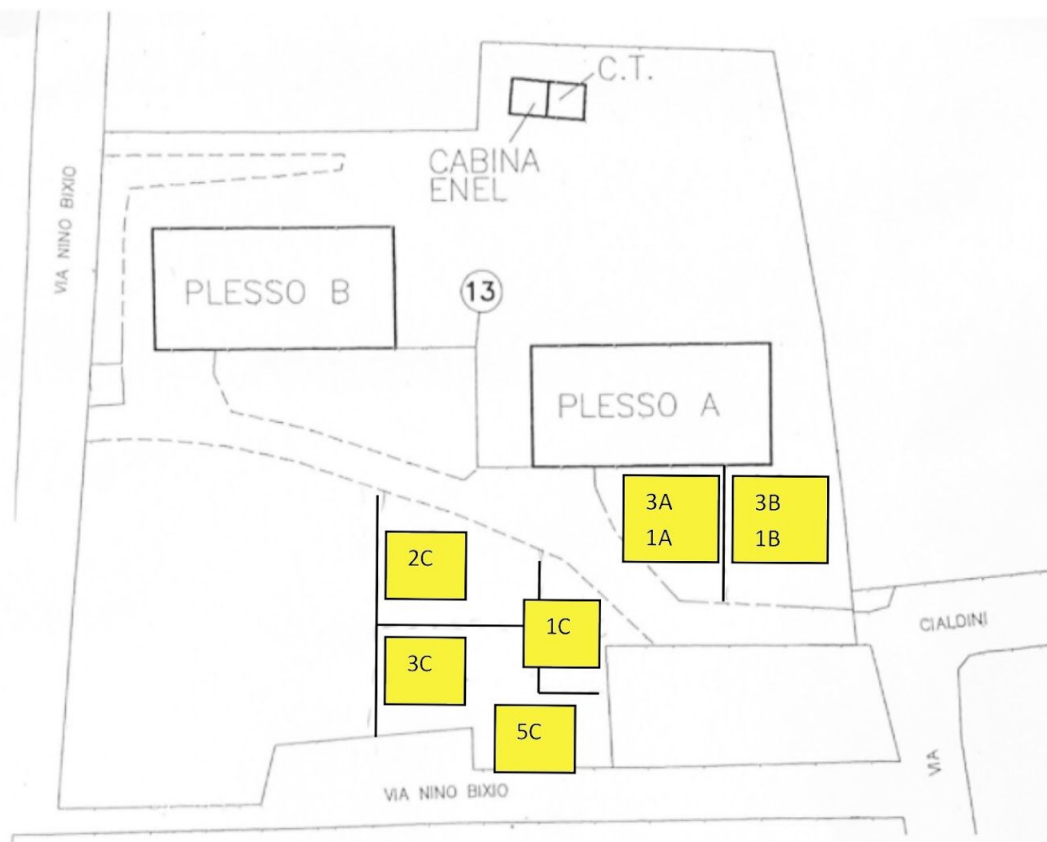 C.T.
CABINA
ENEL
VIA NINO BIXIO
PLESSO B
13
PLESSO A
3A
1A
3B
1B
2C
1C
3C
5C
CIALDINI
VIA
VIA NINO BIXIO